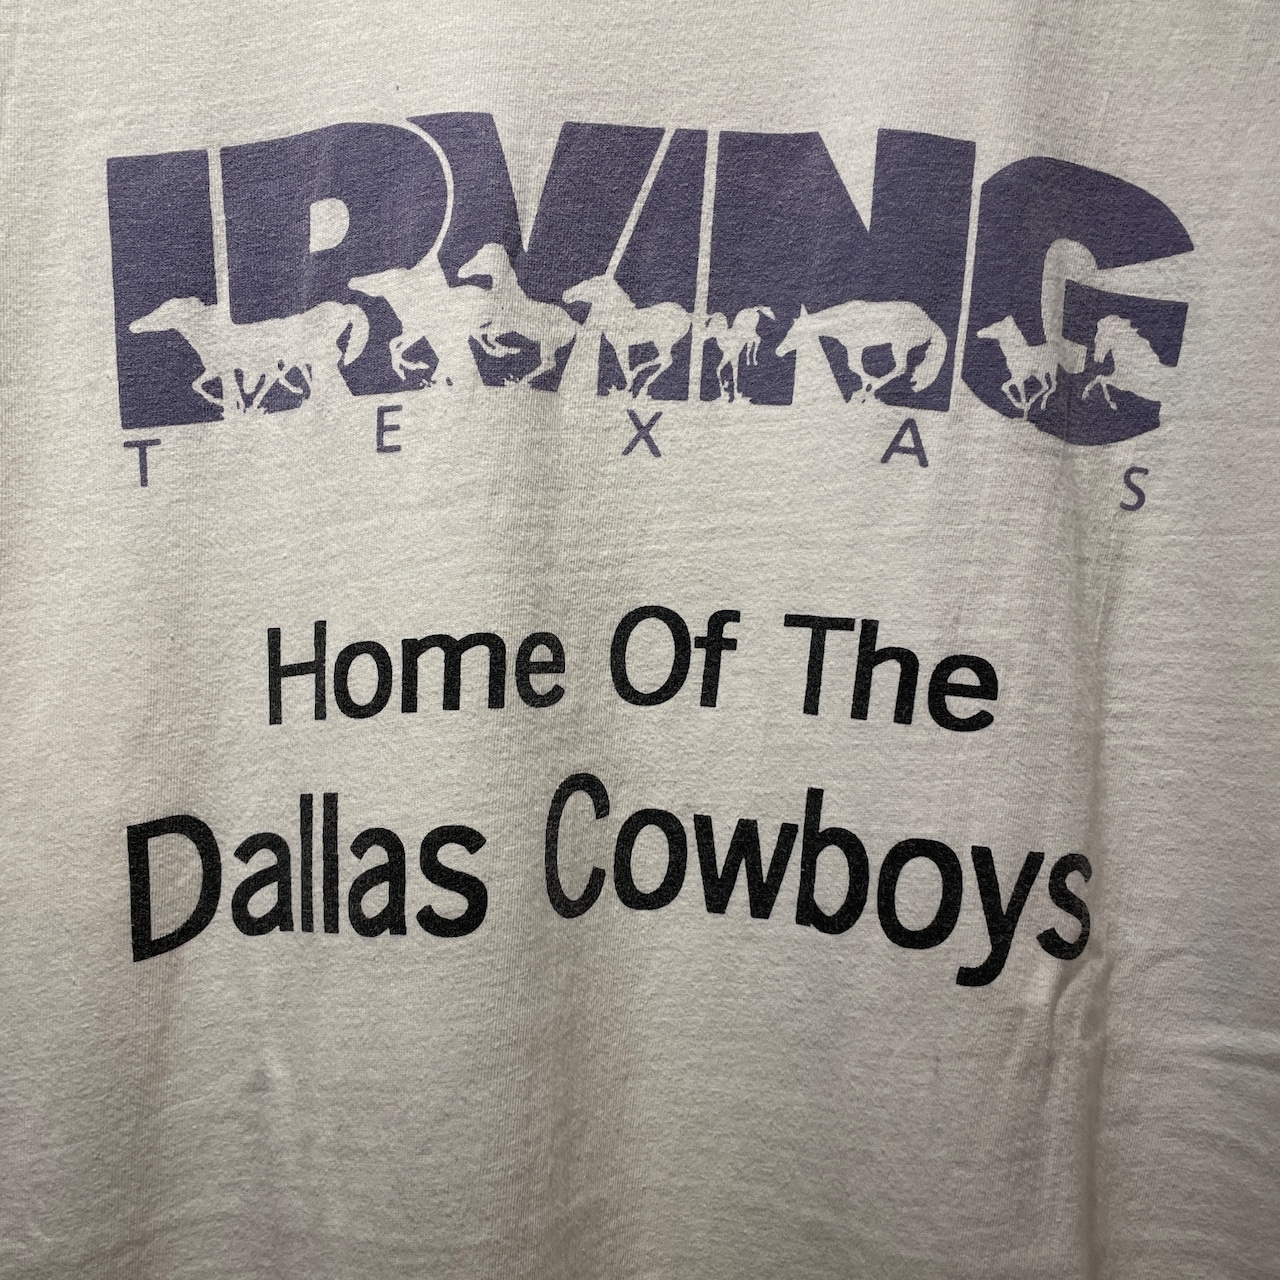 IRVING
TEXAS
Home Of The
Dallas Cowboys